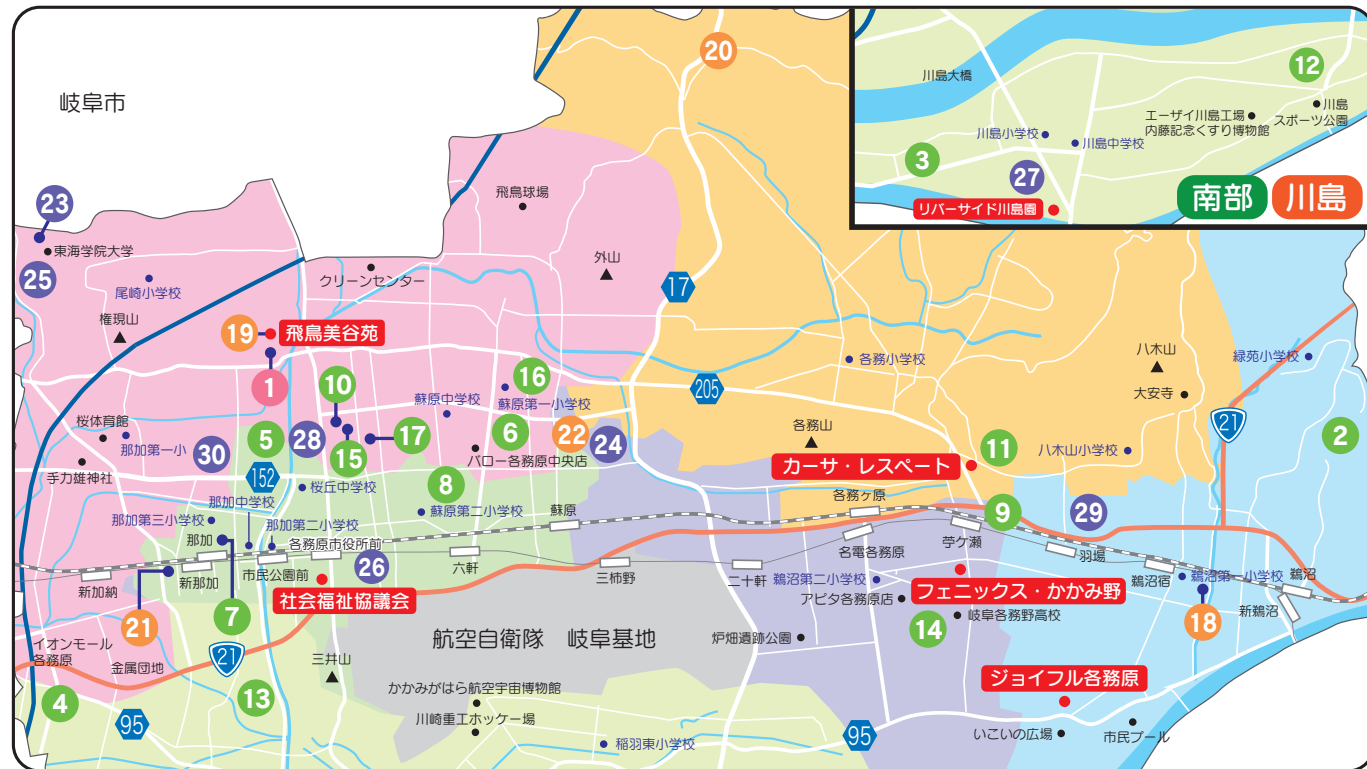 岐阜市
20
川島大橋
12
エーザイ川島工場
内藤記念くすり博物館
川島
スポーツ公園
川島小学校
川島中学校
3
27
リバーサイド川島園
南部
川島
23
東海学院大学
25
尾崎小学校
権現山
飛鳥球場
外山
クリーンセンター
17
19
飛鳥美谷苑
1
各務小学校
八木山
緑苑小学校
大安寺
205
21
2
10
16
蘇原中学校
蘇原第一小学校
桜体育館
那加第一小
30
5
28
15
17
6
22
24
バロー各務原中央店
各務山
カーサ・レスペート
11
八木山小学校
手力雄神社
152
桜丘中学校
8
蘇原第二小学校
那加中学校
那加第三小学校
那加第二小学校
蘇原
各務ヶ原
9
29
那加
各務原市役所前
26
六軒
名電各務原
苧ケ瀬
羽場
新加納
新那加
市民公園前
三柿野
二十軒
鵜沼第二小学校
鵜沼宿
鵜沼第一小学校
鵜沼
新鵜沼
社会福祉協議会
フェニックス・かかみ野
アピタ各務原店
岐阜各務野高校
14
18
21
7
イオンモール
各務原
金属団地
21
三井山
航空自衛隊 岐阜基地
炉畑遺跡公園
ジョイフル各務原
4
13
95
かかみがはら航空宇宙博物館
川崎重工ホッケー場
稲羽東小学校
95
いこいの広場
市民プール